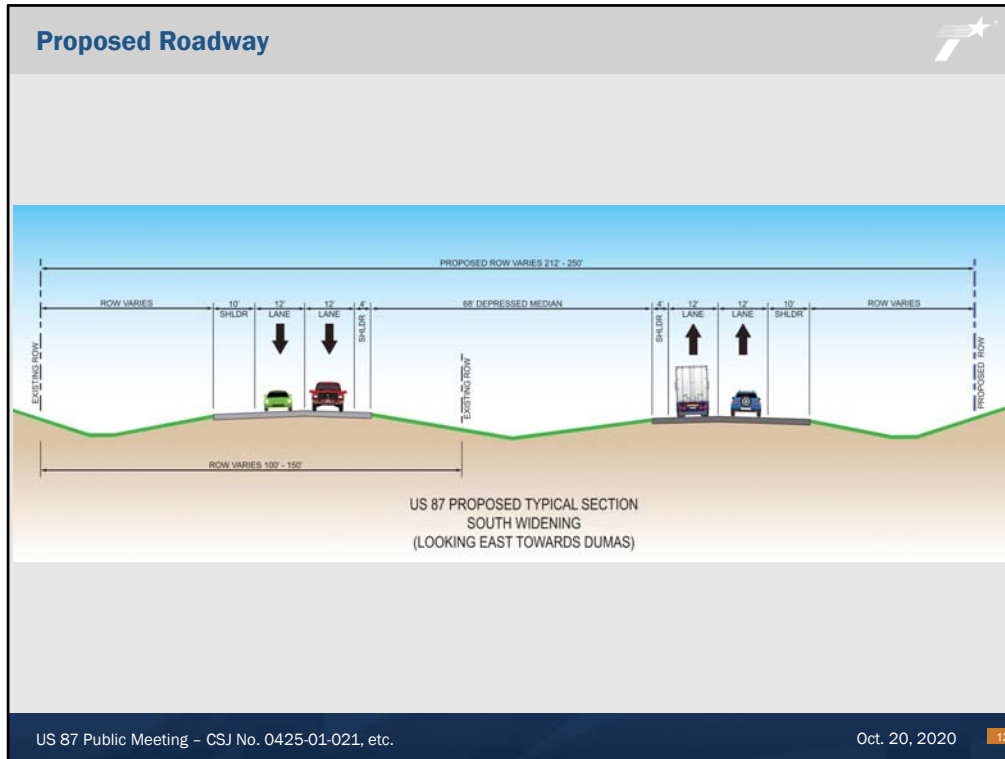 Proposed Roadway
PROPOSED ROW VARIES 212' - 250'
ROW VARIES
10'
SHLDR
12'
LANE
12'
LANE
4'
SHLDR
68' DEPRESSED MEDIAN
4'
SHLDR
12'
LANE
12'
LANE
10'
SHLDR
ROW VARIES
EXISTING ROW
EXISTING ROW
PROPOSED ROW
ROW VARIES 100' - 150'
US 87 PROPOSED TYPICAL SECTION
SOUTH WIDENING
(LOOKING EAST TOWARDS DUMAS)
US 87 Public Meeting – CSJ No. 0425-01-021, etc.
Oct. 20, 2020